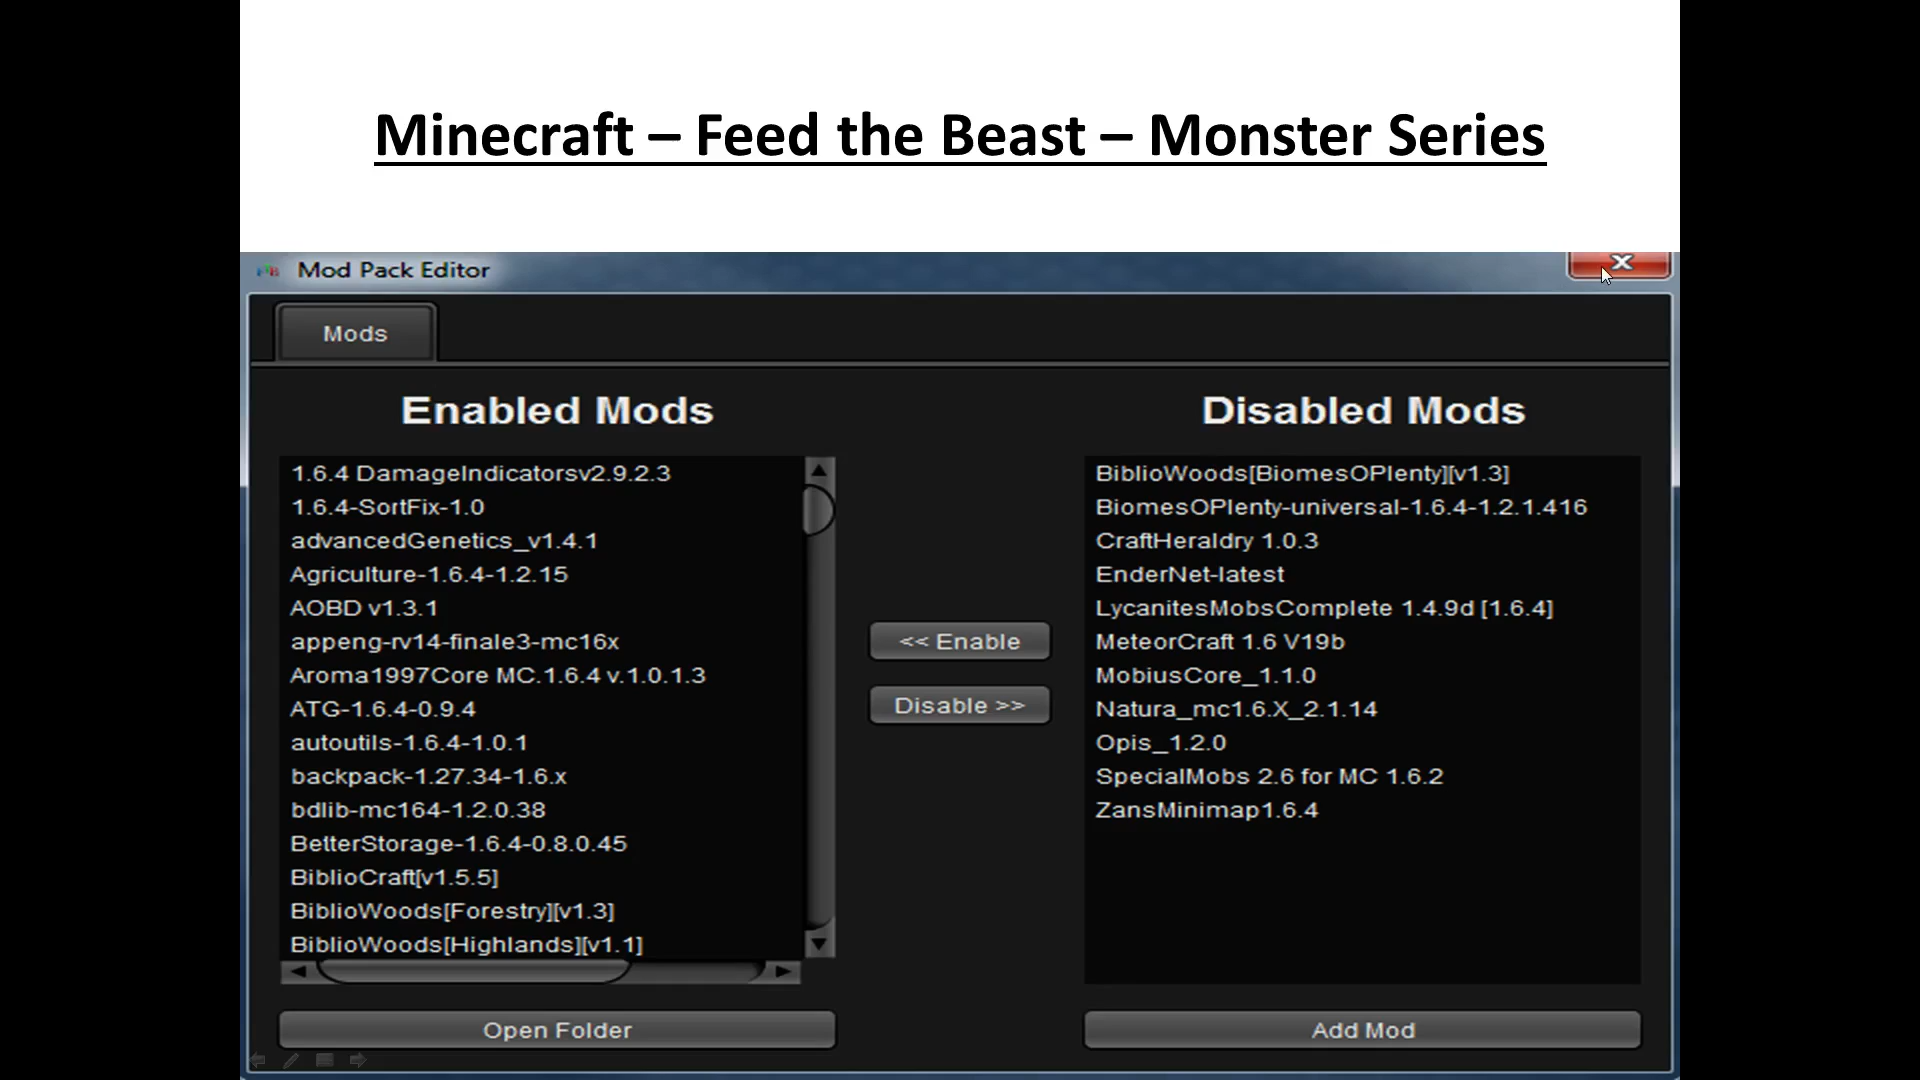 Minecraft – Feed the Beast – Monster Series
Mod Pack Editor
Mods
Enabled Mods
1.6.4 DamageIndicatorsv2.9.2.3
1.6.4-SortFix-1.0
advancedGenetics_v1.4.1
Agriculture-1.6.4-1.2.15
AOBD v1.3.1
appeng-rv14-finale3-mc16x
Aroma1997Core MC.1.6.4 v.1.0.1.3
ATG-1.6.4-0.9.4
autoutils-1.6.4-1.0.1
backpack-1.27.34-1.6.x
bdlib-mc164-1.2.0.38
BetterStorage-1.6.4-0.8.0.45
BiblioCraft[v1.5.5]
BiblioWoods[Forestry][v1.3]
BiblioWoods[Highlands][v1.1]
Open Folder
<< Enable
Disable >>
Disabled Mods
BiblioWoods[BiomesOPlenty][v1.3]
BiomesOPlenty-universal-1.6.4-1.2.1.416
CraftHeraldry 1.0.3
EnderNet-latest
LycanitesMobsComplete 1.4.9d [1.6.4]
MeteorCraft 1.6 V19b
MobiusCore_1.1.0
Natura_mc1.6.X_2.1.14
Opis_1.2.0
SpecialMobs 2.6 for MC 1.6.2
ZansMinimap1.6.4
Add Mod